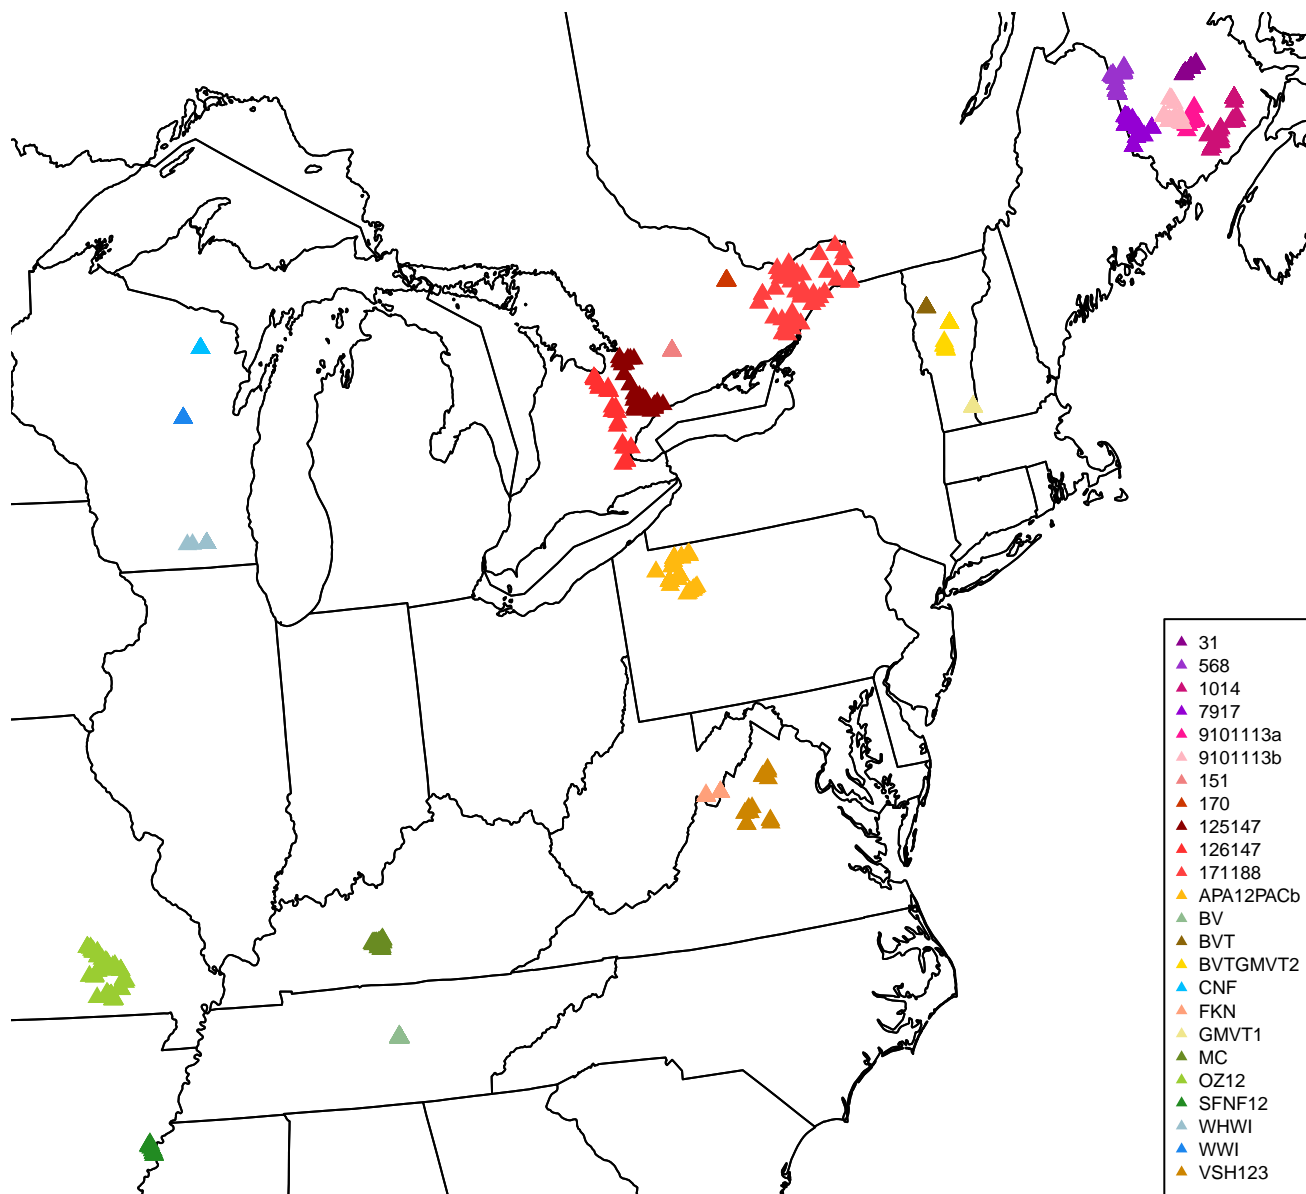 31
568
1014
7917
9101113a
9101113b
151
170
125147
126147
171188
APA12PACb
BV
BVT
BVTGMVT2
CNF
FKN
GMVT1
MC
OZ12
SFNF12
WHWI
WWI
VSH123